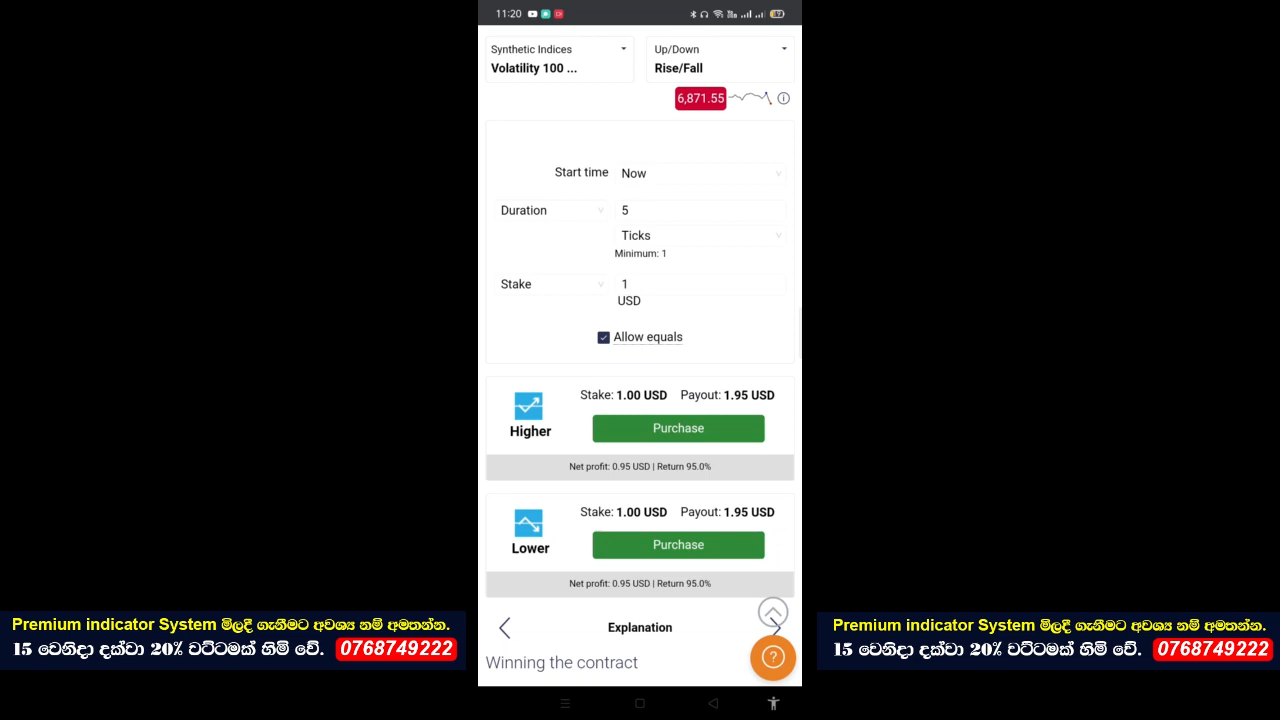 11:20
Synthetic Indices
Volatility 100 ...
Up/Down
Rise/Fall
6,871.55
Start time
Now
Duration
5
Ticks
Minimum: 1
Stake
1
USD
Allow equals
Stake: 1.00 USD Payout: 1.95 USD
Higher
Purchase
Net profit: 0.95 USD | Return 95.0%
Stake: 1.00 USD Payout: 1.95 USD
Lower
Purchase
Net profit: 0.95 USD | Return 95.0%
Explanation
Winning the contract
Premium indicator System මිලදී ගැනීමට අවශ්‍ය නම් අමතන්න.
15 වෙනිදා දක්වා 20% වට්ටමක් හිමි වේ. 0768749222
Premium indicator System මිලදී ගැනීමට අවශ්‍ය නම් අමතන්න.
15 වෙනිදා දක්වා 20% වට්ටමක් හිමි වේ. 0768749222